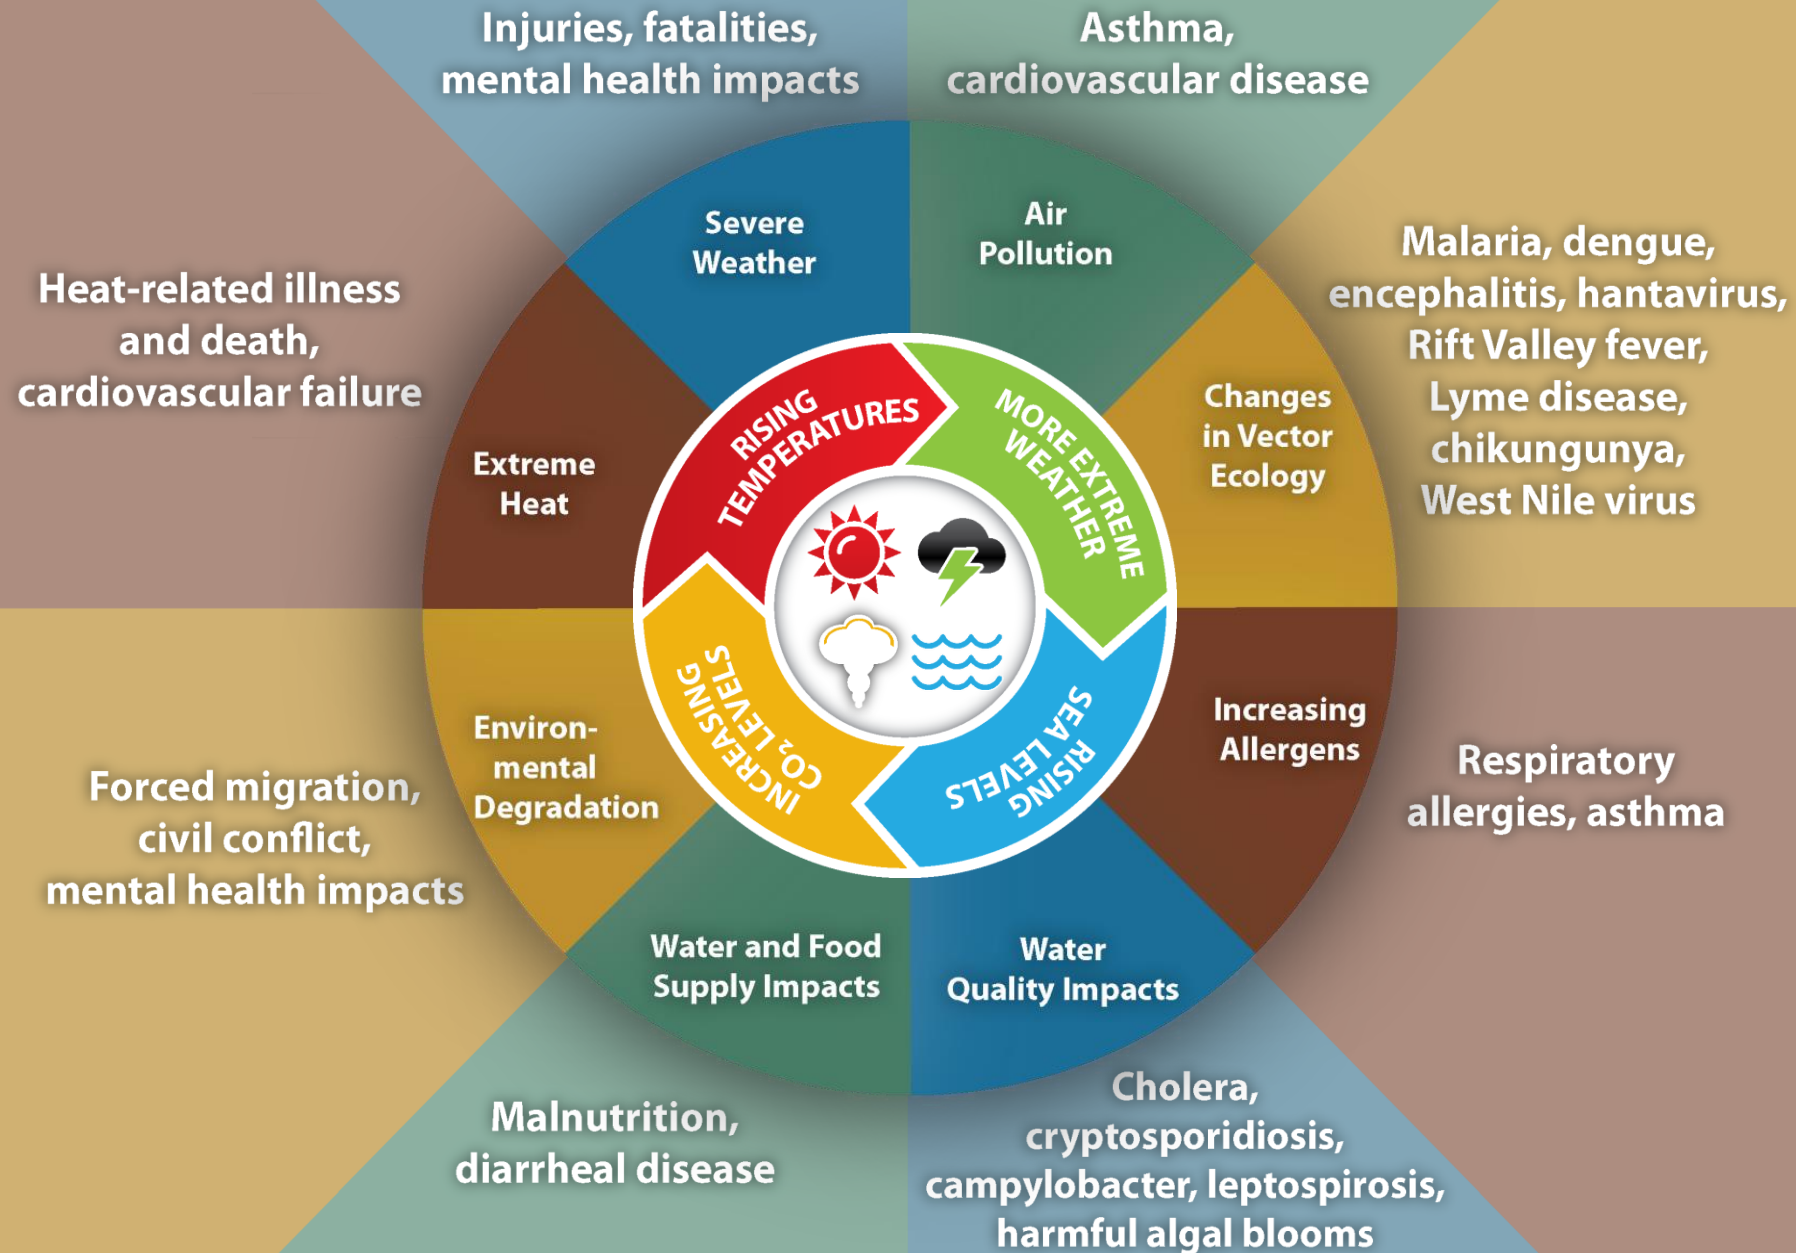 Injuries, fatalities,
mental health impacts
Asthma,
cardiovascular disease
Severe
Weather
Air
Pollution
Malaria, dengue,
encephalitis, hantavirus,
Rift Valley fever,
Lyme disease,
chikungunya,
West Nile virus
Heat-related illness
and death,
cardiovascular failure
Extreme
Heat
Changes
in Vector
Ecology
RISING
TEMPERATURES
MORE EXTREME
WEATHER
RISING
SEA LEVELS
INCREASING
CO₂ LEVELS
Environ-
mental
Degradation
Increasing
Allergens
Forced migration,
civil conflict,
mental health impacts
Respiratory
allergies, asthma
Water and Food
Supply Impacts
Water
Quality Impacts
Malnutrition,
diarrheal disease
Cholera,
cryptosporidiosis,
campylobacter, leptospirosis,
harmful algal blooms